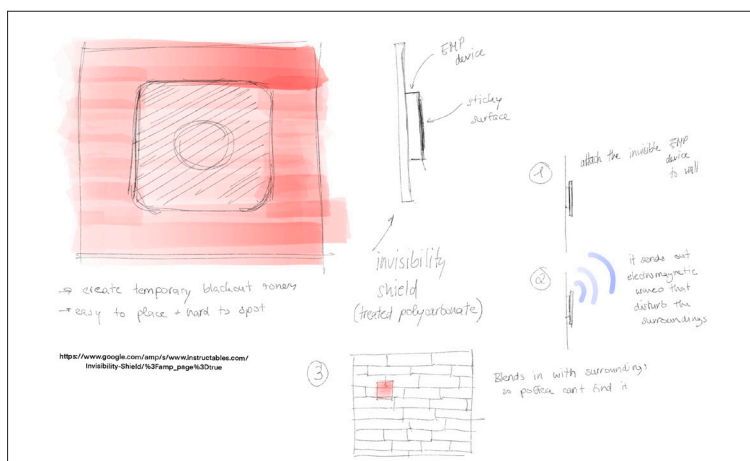 EMP
device
sticky
surface
1
attach the invisible EMP
device
to wall
invisibility
shield
(treated polycarbonate)
→ create temporary blackout zones
→ easy to place + hard to spot
2
it sends out
electromagnetic
waves that
disturb the
surroundings
https://www.google.com/amp/s/www.instructables.com/
Invisibility-Shield/%3Famp_page%3Dtrue
3
Blends in with surroundings
so can't find it